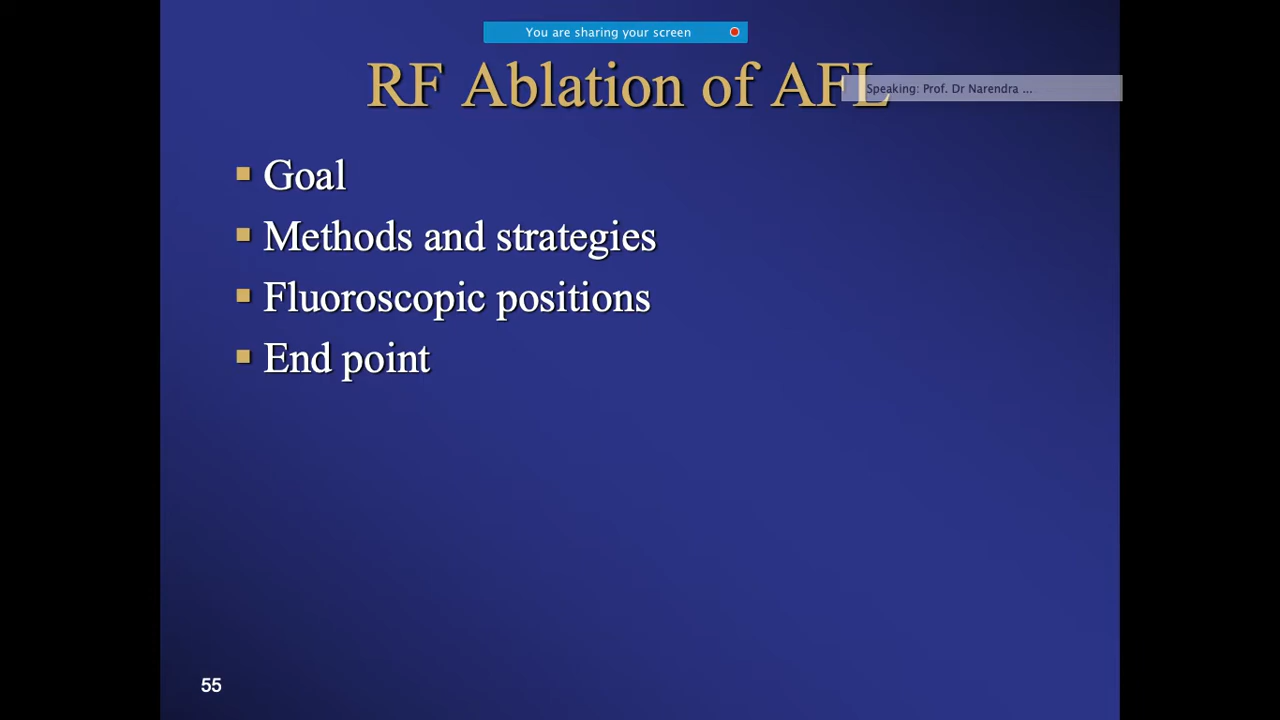 You are sharing your screen
RF Ablation of AFL
Speaking: Prof. Dr Narendra ...
Goal
Methods and strategies
Fluoroscopic positions
End point
55